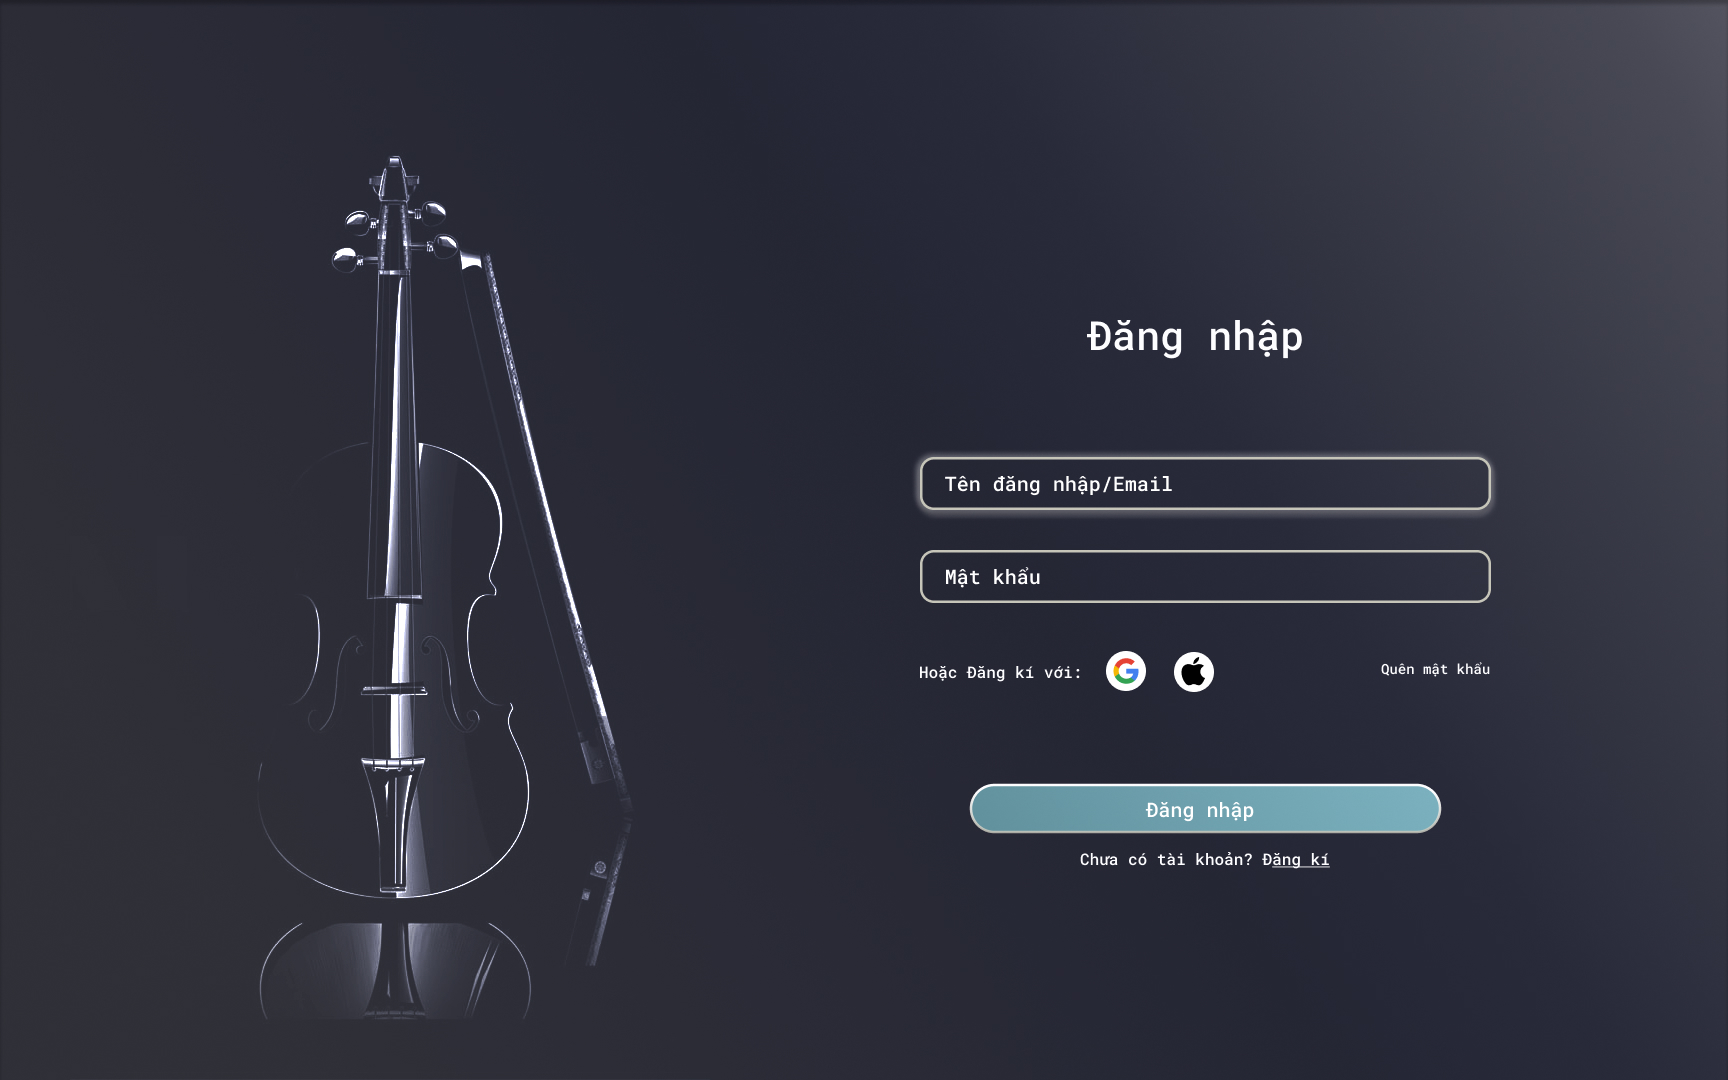 Đăng nhập
Tên đăng nhập/Email
Mật khẩu
Hoặc Đăng kí với:
Quên mật khẩu
Đăng nhập
Chưa có tài khoản? Đăng kí